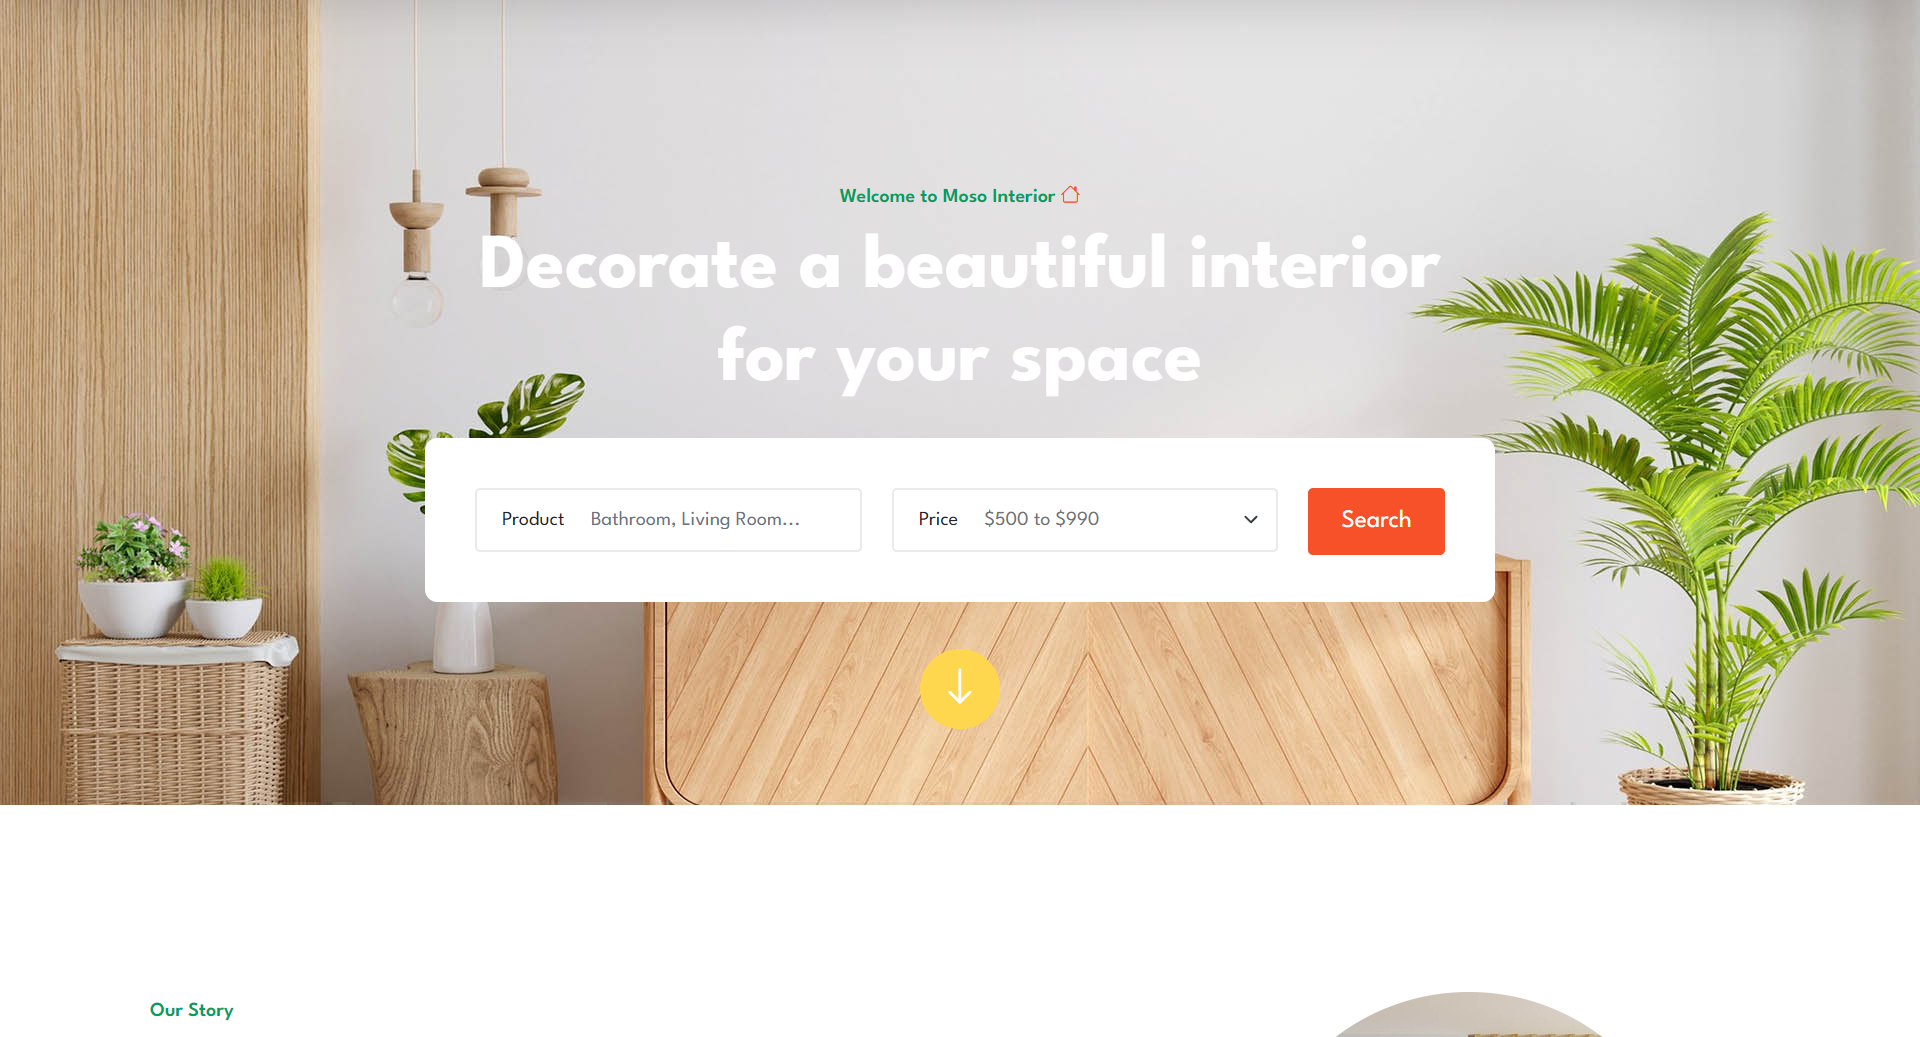 Welcome to Moso Interior
Decorate a beautiful interior
for your space
Product Bathroom, Living Room...
Price $500 to $990
Search
Our Story